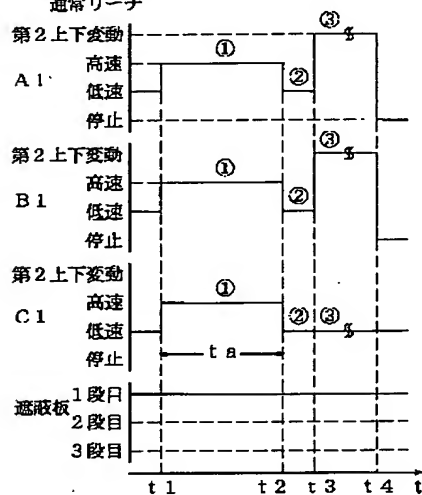 通常リーチ
第2上下変動
高速
A1
低速
停止
① ② ③
第2上下変動
高速
B1
低速
停止
① ② ③
第2上下変動
高速
C1
低速
停止
① ② ③
ta
遮蔽板
1段目
2段目
3段目
t1 t2 t3 t4 t